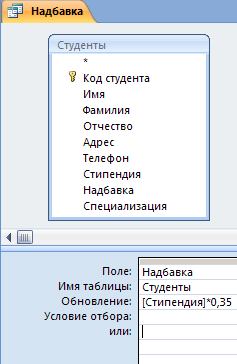 Надбавка
Студенты
*
Код студента
Имя
Фамилия
Отчество
Адрес
Телефон
Стипендия
Надбавка
Специализация
Поле: Надбавка
Имя таблицы: Студенты
Обновление: [Стипендия]*0,35
Условие отбора:
или: